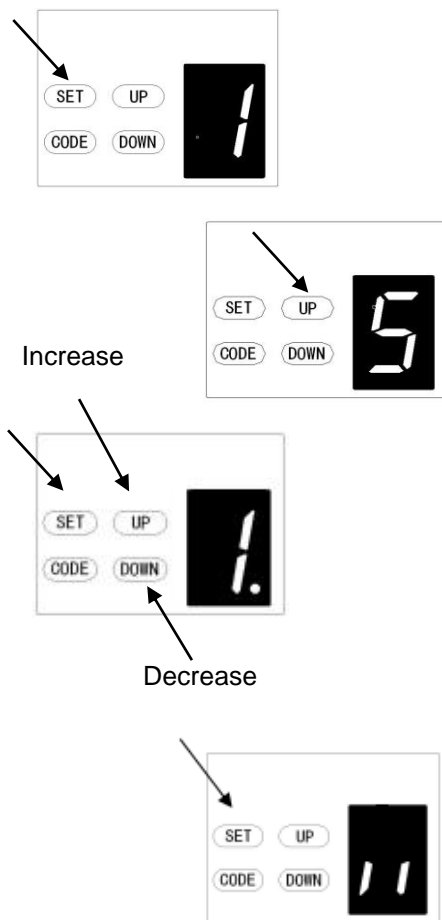 SET UP
CODE DOWN
1
SET UP
CODE DOWN
5
Increase
SET UP
CODE DOWN
1.
Decrease
SET UP
CODE DOWN
11